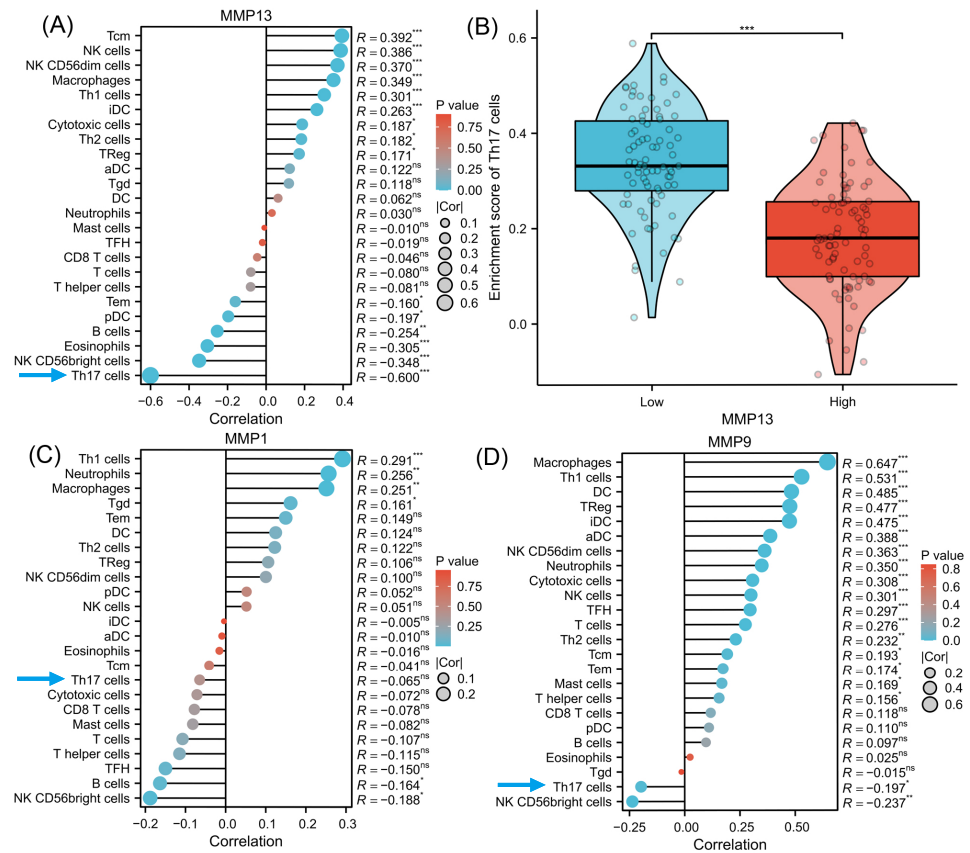 (A)
MMP13
Tcm R = 0.392***
NK cells R = 0.386***
NK CD56dim cells R = 0.370***
Macrophages R = 0.349***
Th1 cells R = 0.301***
iDC R = 0.263***
Cytotoxic cells R = 0.187*
Th2 cells R = 0.182*
TReg R = 0.171*
aDC R = 0.122ns
Tgd R = 0.118ns
DC R = 0.062ns
Neutrophils R = 0.030ns
Mast cells R = −0.010ns
TFH R = −0.019ns
CD8 T cells R = −0.046ns
T cells R = −0.080ns
T helper cells R = −0.081ns
Tem R = −0.160*
pDC R = −0.197*
B cells R = −0.254**
Eosinophils R = −0.305***
NK CD56bright cells R = −0.348***
Th17 cells R = −0.600***
−0.6 −0.4 −0.2 0.0 0.2 0.4
Correlation
P value
0.75
0.50
0.25
0.00
|Cor|
0.1
0.2
0.3
0.4
0.5
0.6
(B)
***
Enrichment score of Th17 cells
0.6
0.4
0.2
0.0
Low High
MMP13
(C)
MMP1
Th1 cells R = 0.291***
Neutrophils R = 0.256**
Macrophages R = 0.251**
Tgd R = 0.161*
Tem R = 0.149ns
DC R = 0.124ns
Th2 cells R = 0.122ns
TReg R = 0.106ns
NK CD56dim cells R = 0.100ns
pDC R = 0.052ns
NK cells R = 0.051ns
iDC R = −0.005ns
aDC R = −0.010ns
Eosinophils R = −0.016ns
Tcm R = −0.041ns
Th17 cells R = −0.065ns
Cytotoxic cells R = −0.072ns
CD8 T cells R = −0.078ns
Mast cells R = −0.082ns
T cells R = −0.107ns
T helper cells R = −0.115ns
TFH R = −0.150ns
B cells R = −0.164*
NK CD56bright cells R = −0.188*
−0.2 −0.1 0.0 0.1 0.2 0.3
Correlation
P value
0.75
0.50
0.25
|Cor|
0.1
0.2
(D)
MMP9
Macrophages R = 0.647***
Th1 cells R = 0.531***
DC R = 0.485***
TReg R = 0.477***
iDC R = 0.475***
aDC R = 0.388***
NK CD56dim cells R = 0.363***
Neutrophils R = 0.350***
Cytotoxic cells R = 0.308***
NK cells R = 0.301***
TFH R = 0.297***
T cells R = 0.276***
Th2 cells R = 0.232**
Tcm R = 0.193*
Tem R = 0.174*
Mast cells R = 0.169*
T helper cells R = 0.156*
CD8 T cells R = 0.118ns
pDC R = 0.110ns
B cells R = 0.097ns
Eosinophils R = 0.025ns
Tgd R = −0.015ns
Th17 cells R = −0.197*
NK CD56bright cells R = −0.237**
−0.25 0.00 0.25 0.50
Correlation
P value
0.8
0.6
0.4
0.2
0.0
|Cor|
0.2
0.4
0.6